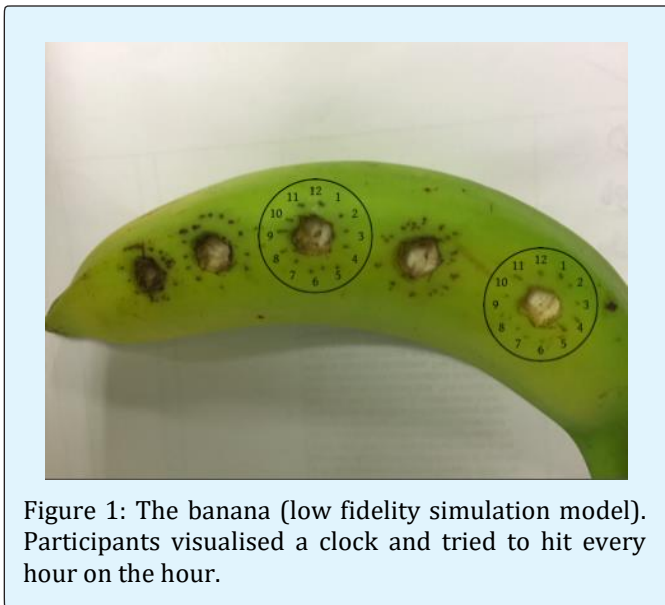 11 12 1
10 2
9 3
8 4
7 6 5
11 12 1
10 2
9 3
8 4
7 6 5
Figure 1: The banana (low fidelity simulation model).
Participants visualised a clock and tried to hit every
hour on the hour.